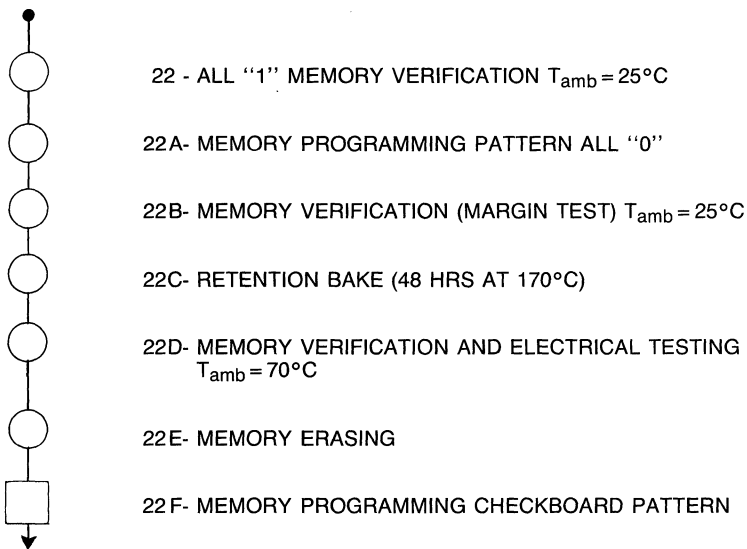 22 - ALL ‘‘1’’ MEMORY VERIFICATION Tamb = 25°C
22A- MEMORY PROGRAMMING PATTERN ALL ‘‘0’’
22B- MEMORY VERIFICATION (MARGIN TEST) Tamb = 25°C
22C- RETENTION BAKE (48 HRS AT 170°C)
22D- MEMORY VERIFICATION AND ELECTRICAL TESTING
Tamb = 70°C
22E- MEMORY ERASING
22F- MEMORY PROGRAMMING CHECKBOARD PATTERN